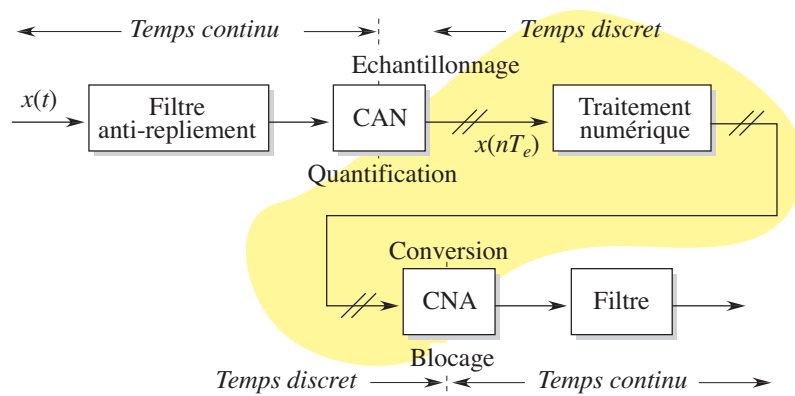 Temps continu
Temps discret
Echantillonnage
x(t)
Filtre
anti-repliement
CAN
Traitement
numérique
x(nTe)
Quantification
Conversion
CNA
Filtre
Blocage
Temps discret
Temps continu